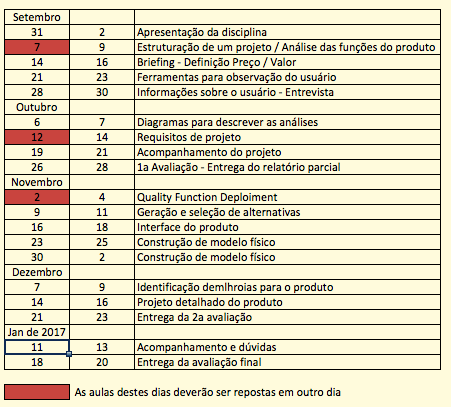 Setembro
31 2 Apresentação da disciplina
7 9 Estruturação de um projeto / Análise das funções do produto
14 16 Briefing - Definição Preço / Valor
21 23 Ferramentas para observação do usuário
28 30 Informações sobre o usuário - Entrevista
Outubro
6 7 Diagramas para descrever as análises
12 14 Requisitos de projeto
19 21 Acompanhamento do projeto
26 28 1a Avaliação - Entrega do relatório parcial
Novembro
2 4 Quality Function Deploiment
9 11 Geração e seleção de alternativas
16 18 Interface do produto
23 25 Construção de modelo físico
30 2 Construção de modelo físico
Dezembro
7 9 Identificação demlhroias para o produto
14 16 Projeto detalhado do produto
21 23 Entrega da 2a avaliação
Jan de 2017
11 13 Acompanhamento e dúvidas
18 20 Entrega da avaliação final
As aulas destes dias deverão ser repostas em outro dia